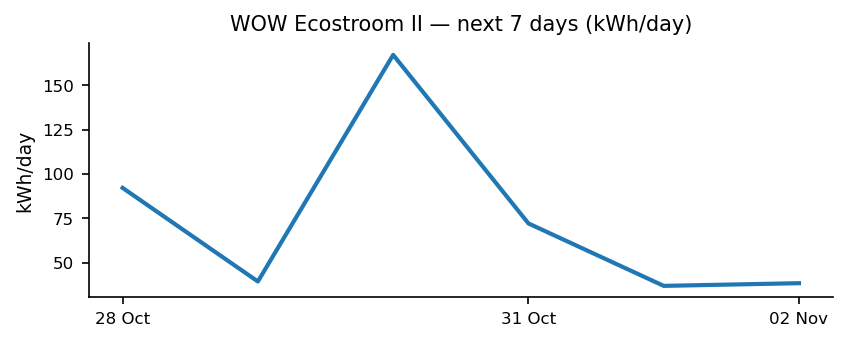 WOW Ecostroom II — next 7 days (kWh/day)
kWh/day
150
125
100
75
50
28 Oct
31 Oct
02 Nov